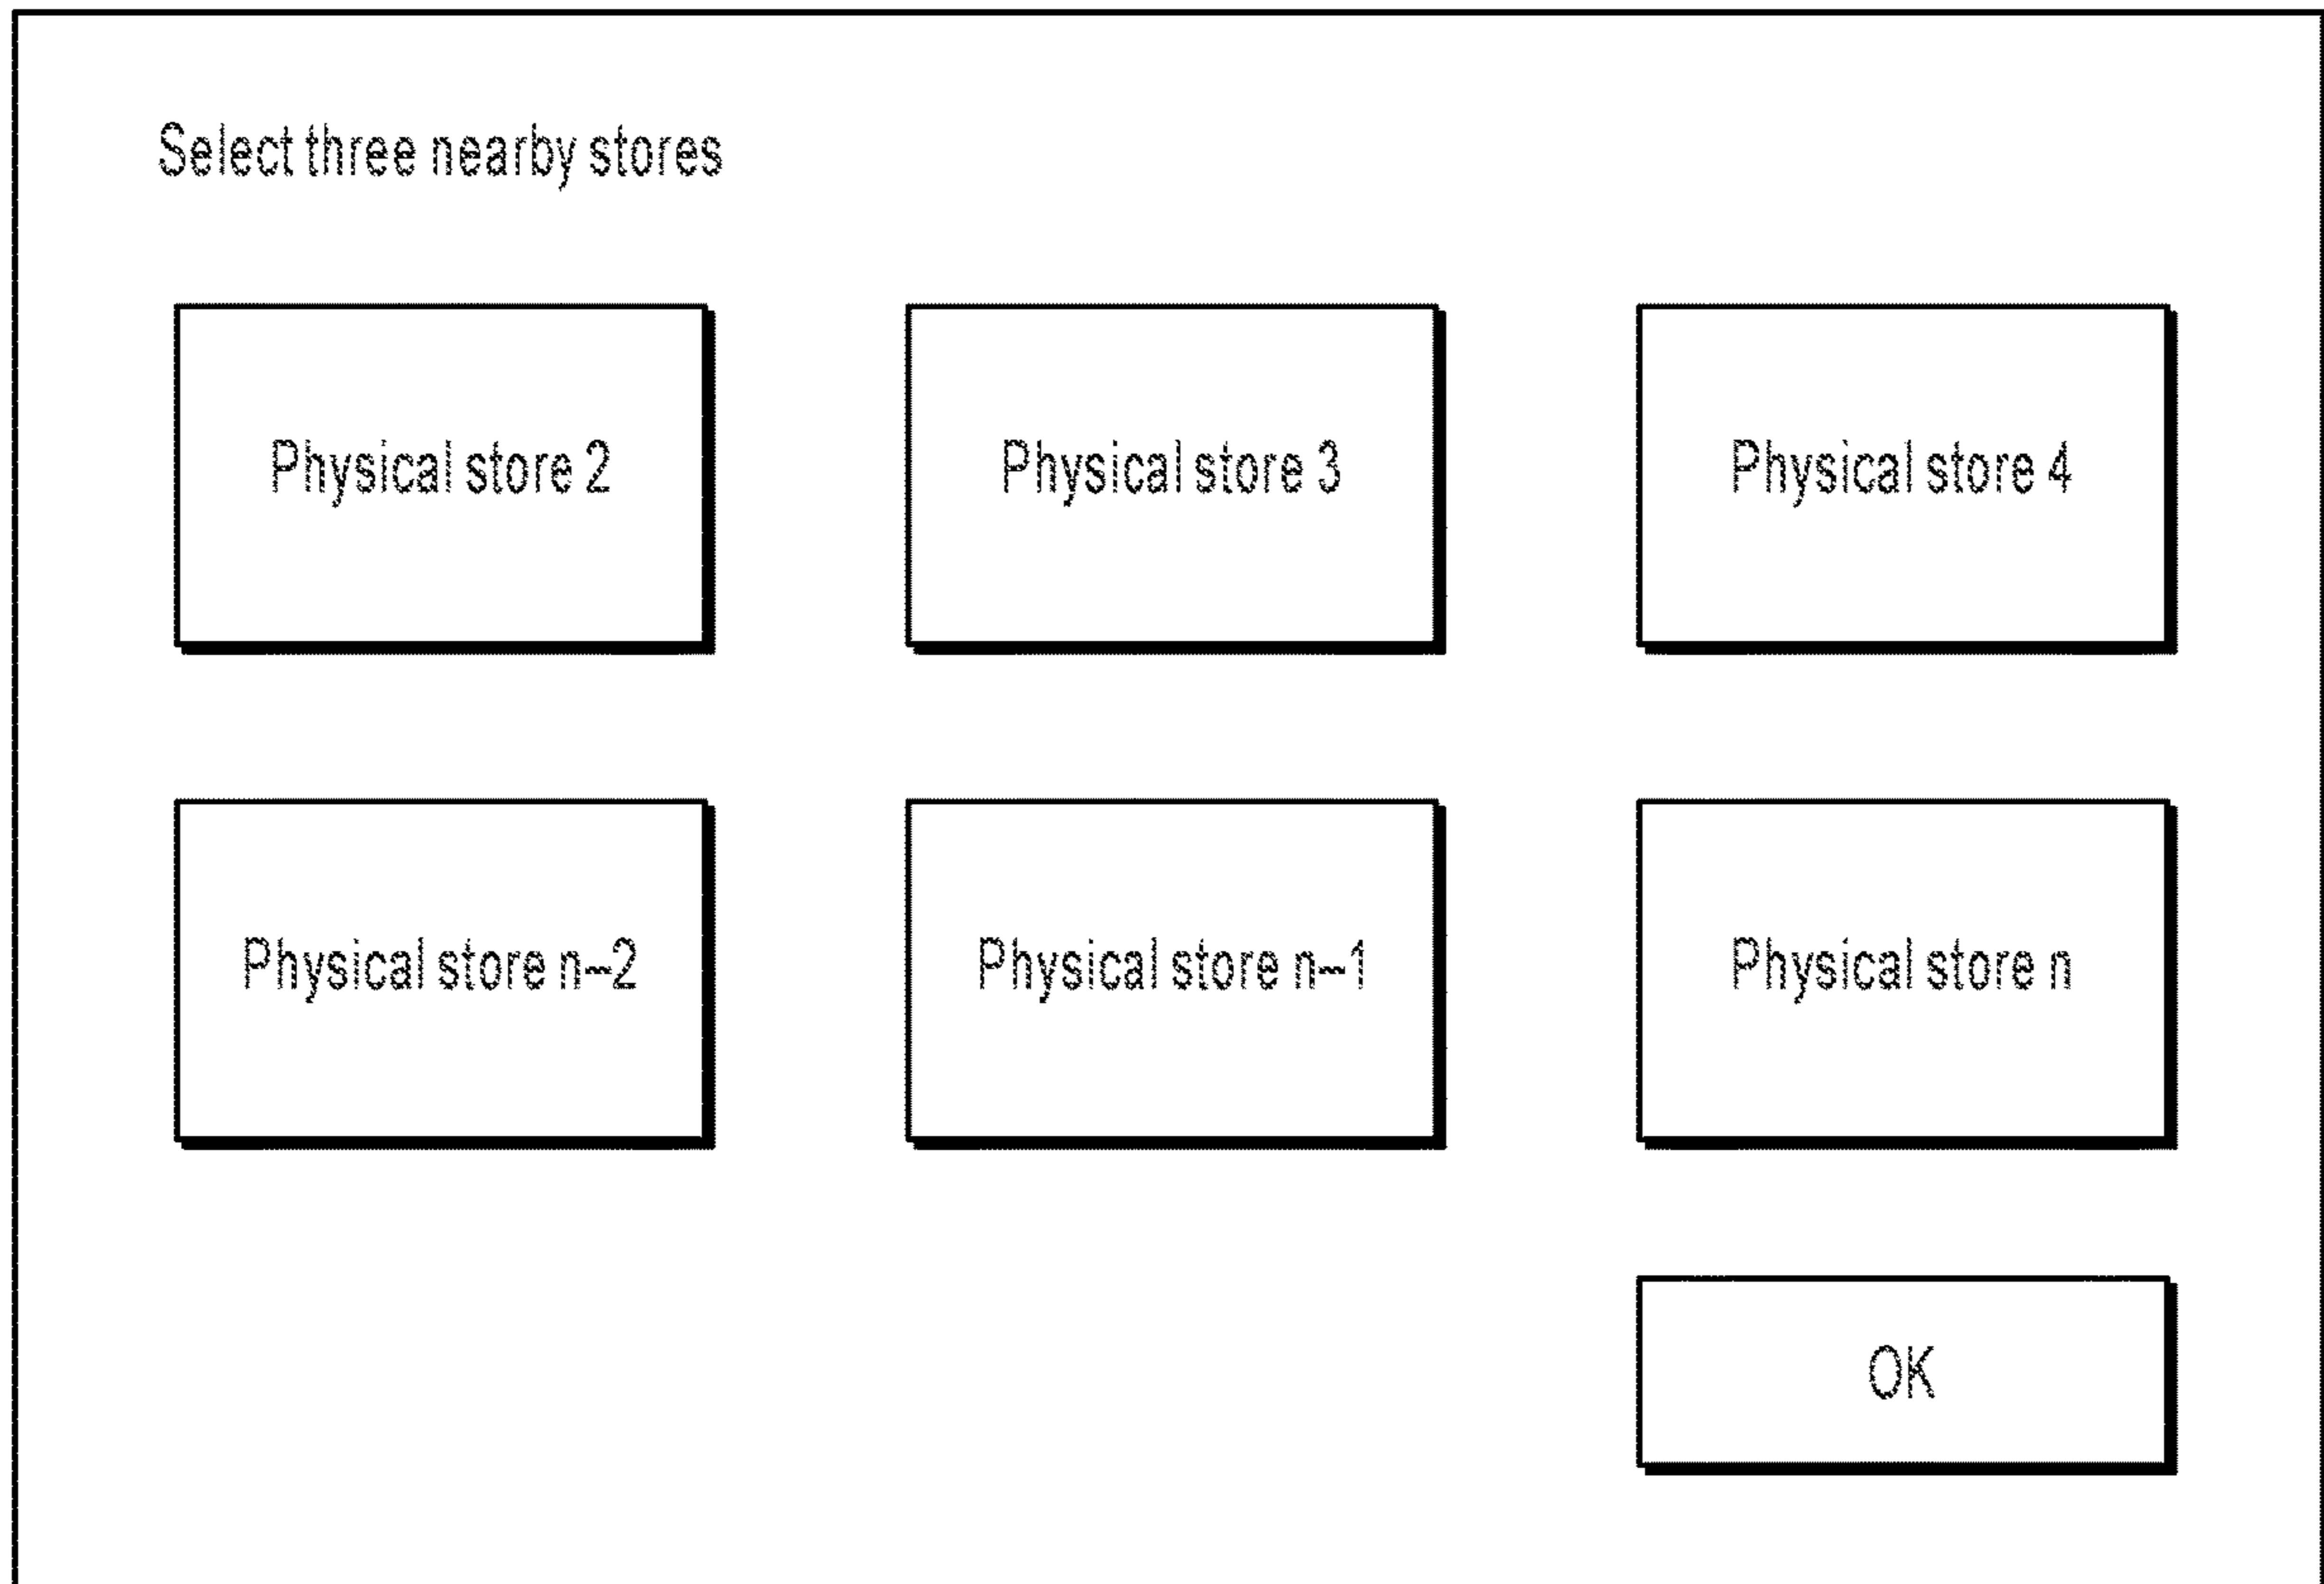 Select three nearby stores
Physical store 2
Physical store 3
Physical store 4
Physical store n-2
Physical store n-1
Physical store n
OK